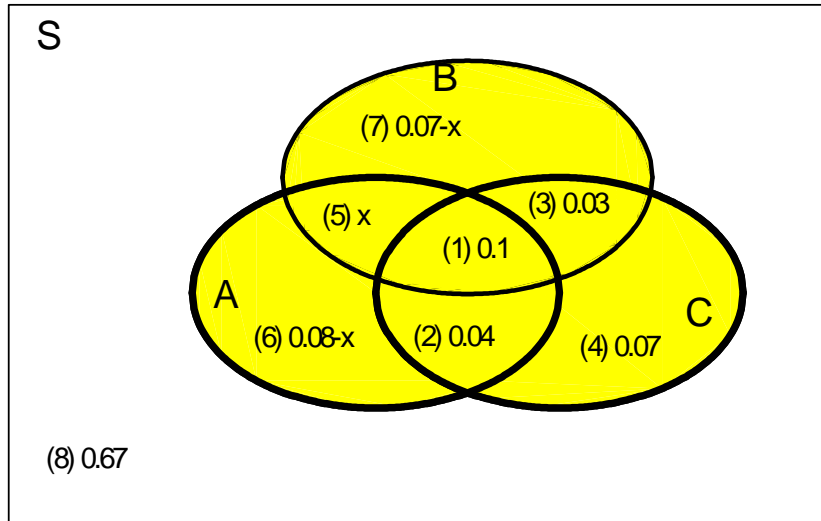 S
B
(7) 0.07-x
(5) x
(3) 0.03
(1) 0.1
A
C
(6) 0.08-x
(2) 0.04
(4) 0.07
(8) 0.67